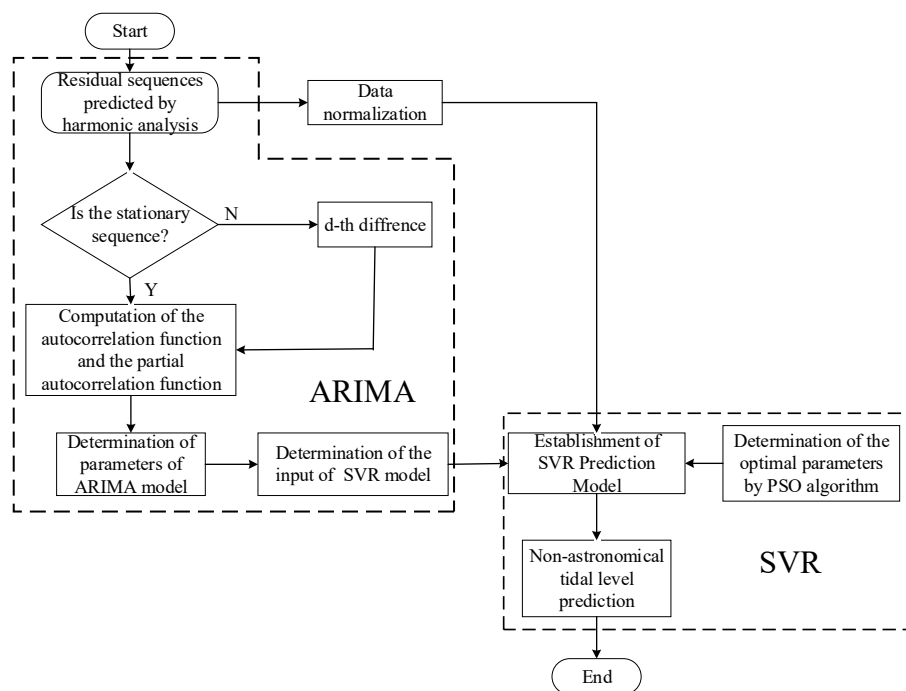 Start
Residual sequences
predicted by
harmonic analysis
Data
normalization
Is the stationary
sequence?
N
d-th diffrence
Y
Computation of the
autocorrelation function
and the partial
autocorrelation function
ARIMA
Determination of
parameters of
ARIMA model
Determination of the
input of SVR model
Establishment of
SVR Prediction
Model
Determination of the
optimal parameters
by PSO algorithm
Non-astronomical
tidal level
prediction
SVR
End